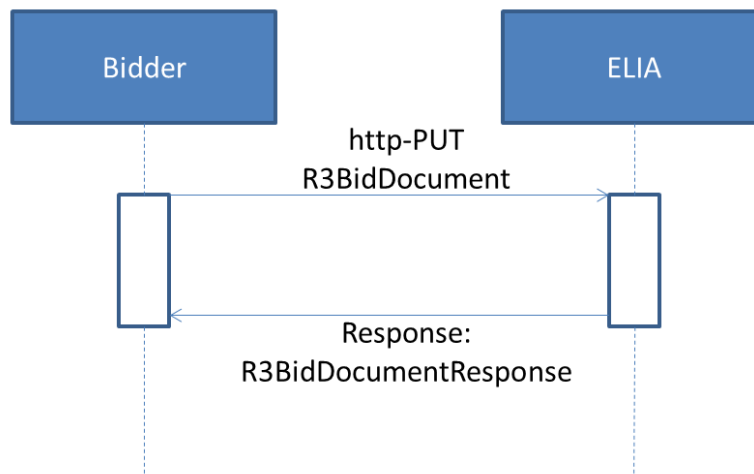 Bidder
ELIA
http-PUT
R3BidDocument
Response:
R3BidDocumentResponse